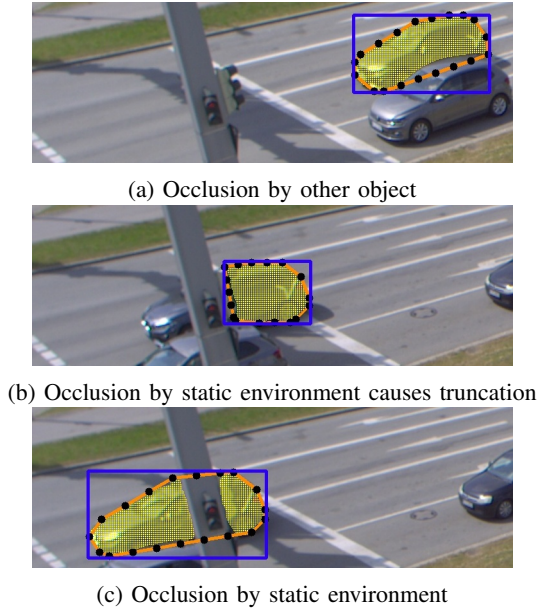 (a) Occlusion by other object
(b) Occlusion by static environment causes truncation
(c) Occlusion by static environment